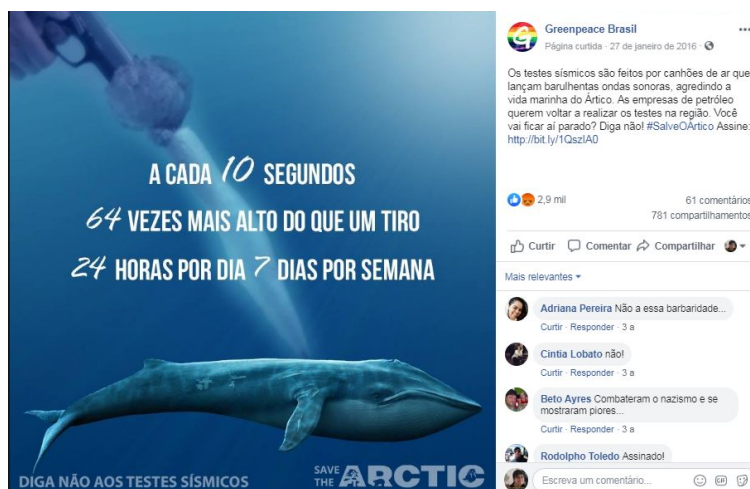 A CADA 10 SEGUNDOS
64 VEZES MAIS ALTO DO QUE UM TIRO
24 HORAS POR DIA 7 DIAS POR SEMANA
DIGA NÃO AOS TESTES SÍSMICOS
SAVE THE ARCTIC
Greenpeace Brasil
Página curtida · 27 de janeiro de 2016 ·
Os testes sísmicos são feitos por canhões de ar que
lançam barulhentas ondas sonoras, agredindo a
vida marinha do Ártico. As empresas de petróleo
querem voltar a realizar os testes na região. Você
vai ficar aí parado? Diga não! #SalveOÁrtico Assine:
http://bit.ly/1QszIA0
2,9 mil
61 comentários
781 compartilhamentos
Curtir Comentar Compartilhar
Mais relevantes
Adriana Pereira Não a essa barbaridade...
Curtir · Responder · 3 a
Cíntia Lobato não!
Curtir · Responder · 3 a
Beto Ayres Combateram o nazismo e se
mostraram piores...
Curtir · Responder · 3 a
Rodolpho Toledo Assinado!
Escreva um comentário... GIF